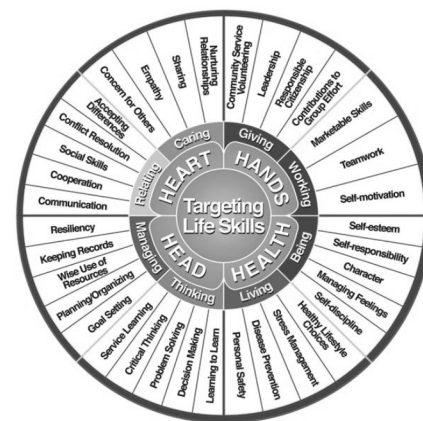 Targeting
Life Skills
HEART
HANDS
HEALTH
HEAD
Relating
Caring
Giving
Working
Being
Living
Thinking
Managing
Communication
Cooperation
Social Skills
Conflict Resolution
Accepting
Differences
Concern for Others
Empathy
Sharing
Nurturing
Relationships
Community Service
Volunteering
Leadership
Responsible
Citizenship
Contributions to
Group Effort
Marketable Skills
Teamwork
Self-motivation
Self-esteem
Self-responsibility
Character
Managing Feelings
Self-discipline
Healthy Lifestyle
Choices
Stress Management
Disease Prevention
Personal Safety
Learning to Learn
Decision Making
Problem Solving
Critical Thinking
Service Learning
Goal Setting
Planning/Organizing
Wise Use of
Resources
Keeping Records
Resiliency